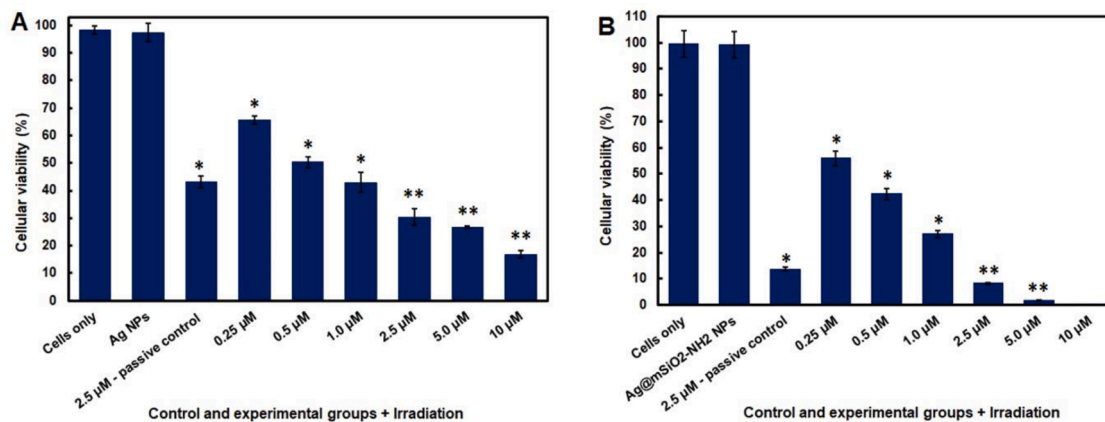 A
Cellular viability (%)
100
90
80
70
60
50
40
30
20
10
0
*
*
*
*
**
**
**
Cells only
Ag NPs
2.5 µM - passive control
0.25 µM
0.5 µM
1.0 µM
2.5 µM
5.0 µM
10 µM
Control and experimental groups + Irradiation
B
Cellular viability (%)
110
100
90
80
70
60
50
40
30
20
10
0
*
*
*
*
**
**
Cells only
Ag@mSiO2-NH2 NPs
2.5 µM - passive control
0.25 µM
0.5 µM
1.0 µM
2.5 µM
5.0 µM
10 µM
Control and experimental groups + Irradiation